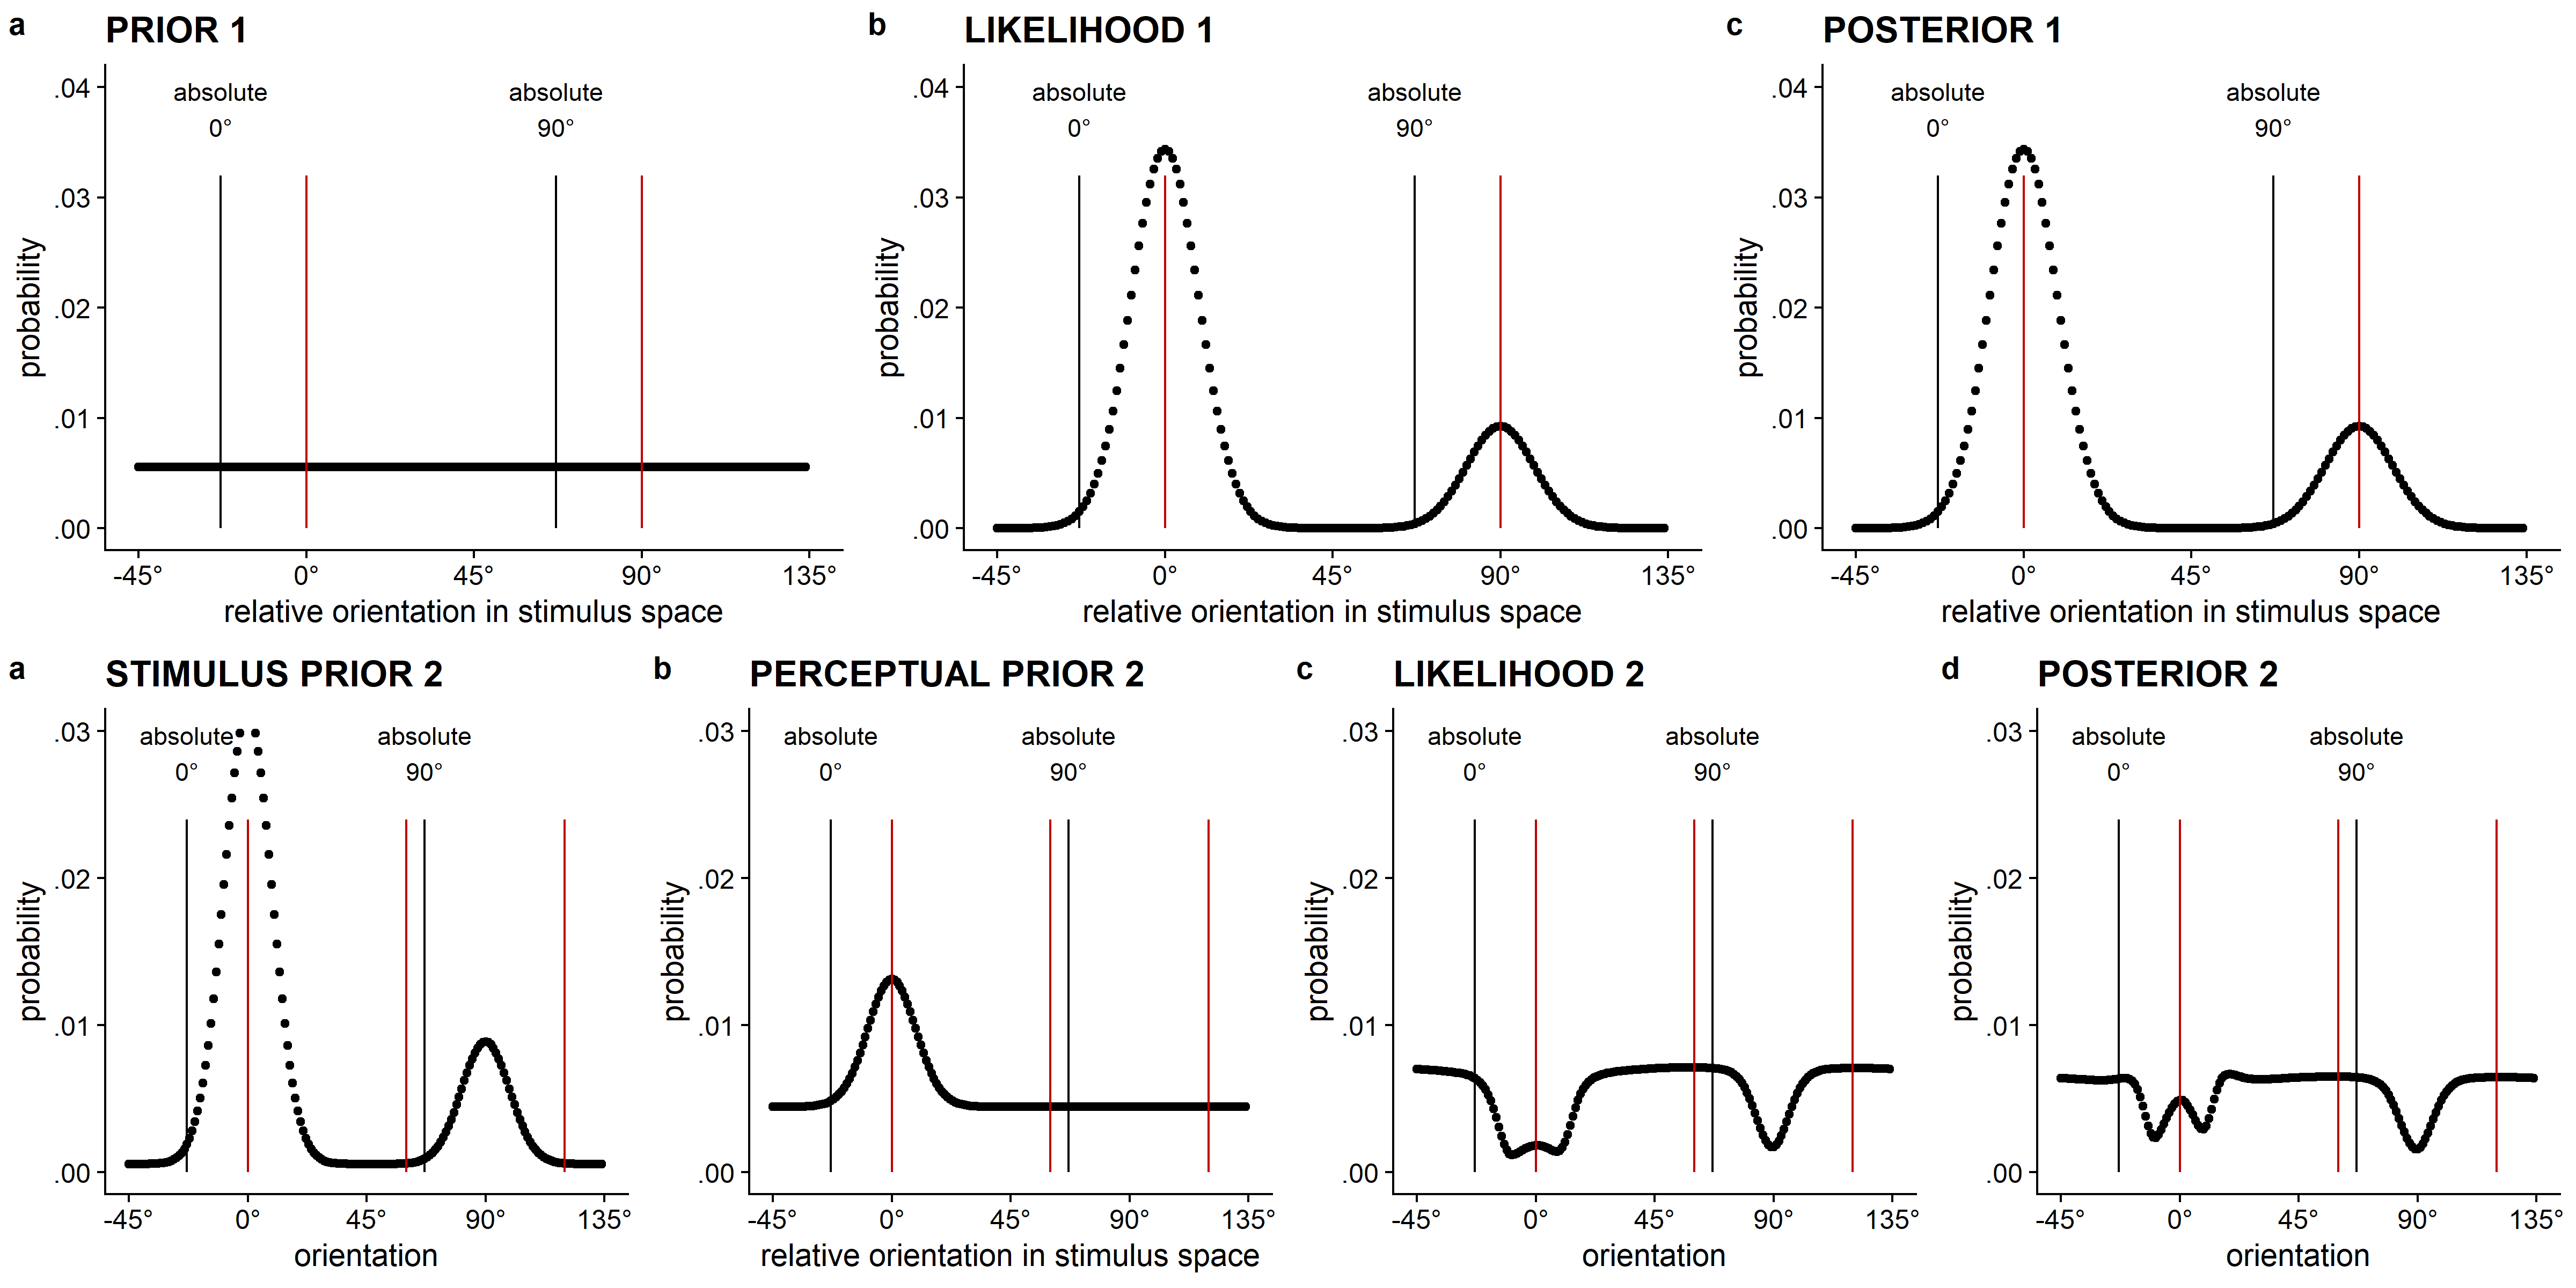 a PRIOR 1
absolute 0°
absolute 90°
.04
.03
.02
.01
.00
probability
-45° 0° 45° 90° 135°
relative orientation in stimulus space
b LIKELIHOOD 1
absolute 0°
absolute 90°
.04
.03
.02
.01
.00
probability
-45° 0° 45° 90° 135°
relative orientation in stimulus space
c POSTERIOR 1
absolute 0°
absolute 90°
.04
.03
.02
.01
.00
probability
-45° 0° 45° 90° 135°
relative orientation in stimulus space
a STIMULUS PRIOR 2
absolute 0°
absolute 90°
.03
.02
.01
.00
probability
-45° 0° 45° 90° 135°
orientation
b PERCEPTUAL PRIOR 2
absolute 0°
absolute 90°
.03
.02
.01
.00
probability
-45° 0° 45° 90° 135°
relative orientation in stimulus space
c LIKELIHOOD 2
absolute 0°
absolute 90°
.03
.02
.01
.00
probability
-45° 0° 45° 90° 135°
orientation
d POSTERIOR 2
absolute 0°
absolute 90°
.03
.02
.01
.00
probability
-45° 0° 45° 90° 135°
orientation